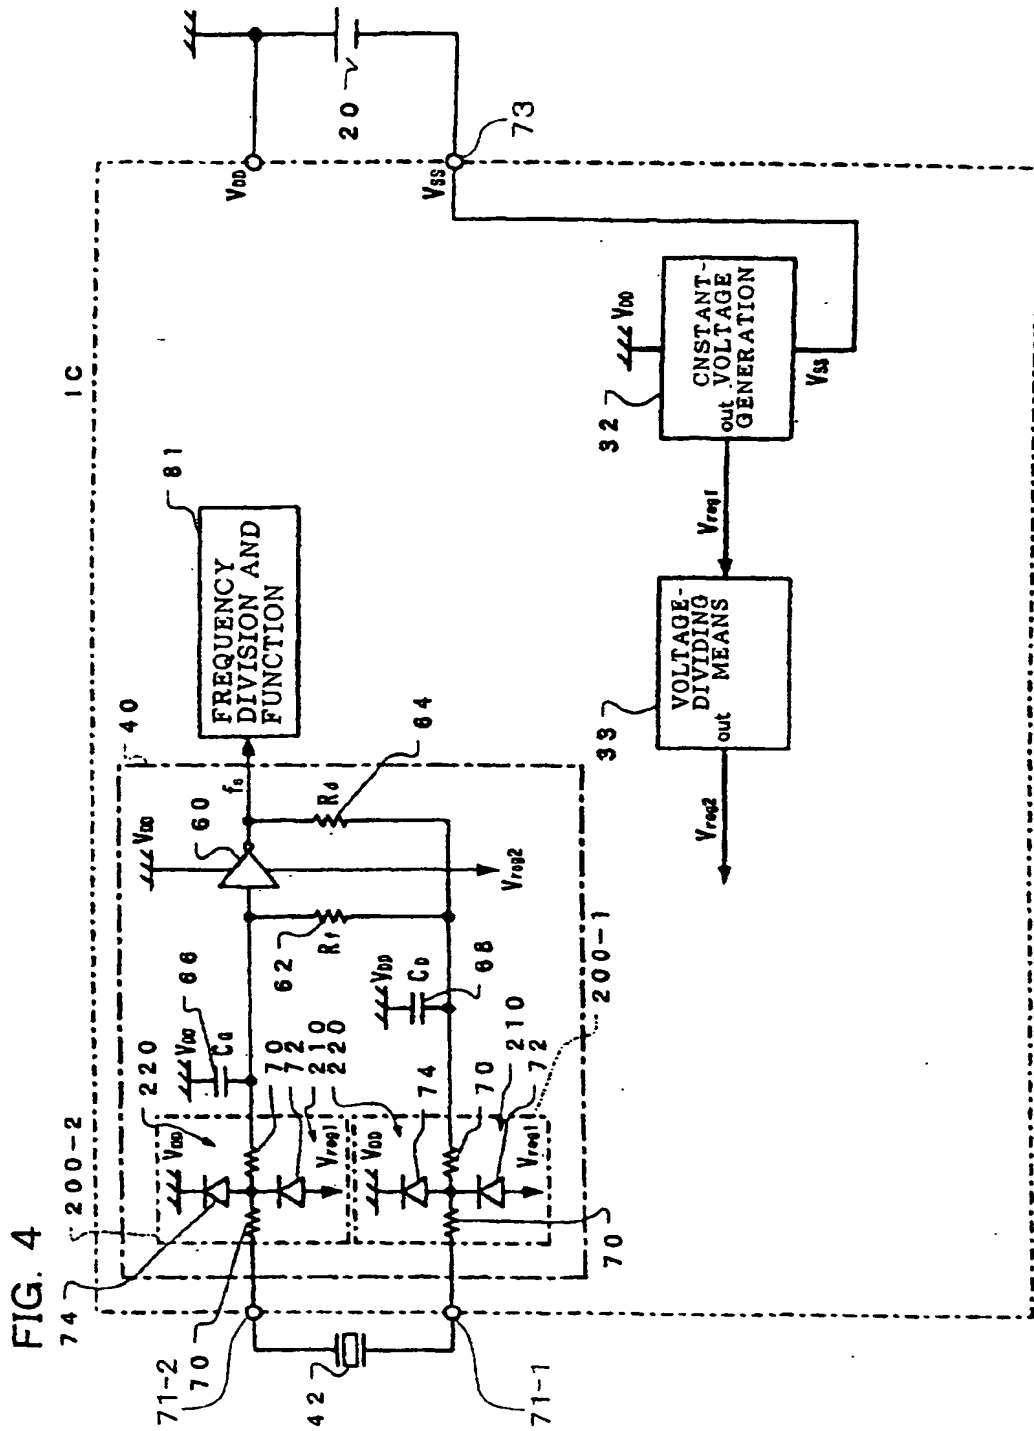 FIG. 4
IC
74
200-2
220
VDD
66
CG
VDD
60
VDD
fs
40
FREQUENCY
DIVISION AND
FUNCTION
81
71-2
70
70
72
210
220
Vreg1
62
Rf
Rd
64
Vreg2
VDD
CD
68
VDD
74
70
210
72
Vreg1
200-1
70
42
71-1
VDD
20
VSS
73
33
VOLTAGE-
DIVIDING
MEANS
out
Vreg2
Vreg1
32
VDD
CNSTANT-
VOLTAGE
GENERATION
out
VSS